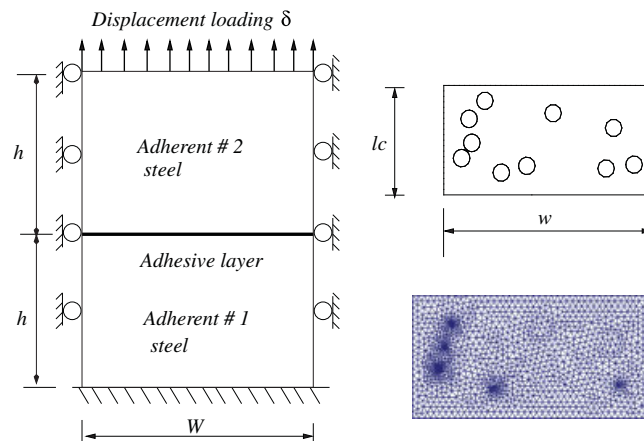 Displacement loading δ
h
Adherent # 2
steel
Adhesive layer
h
Adherent # 1
steel
W
lc
w